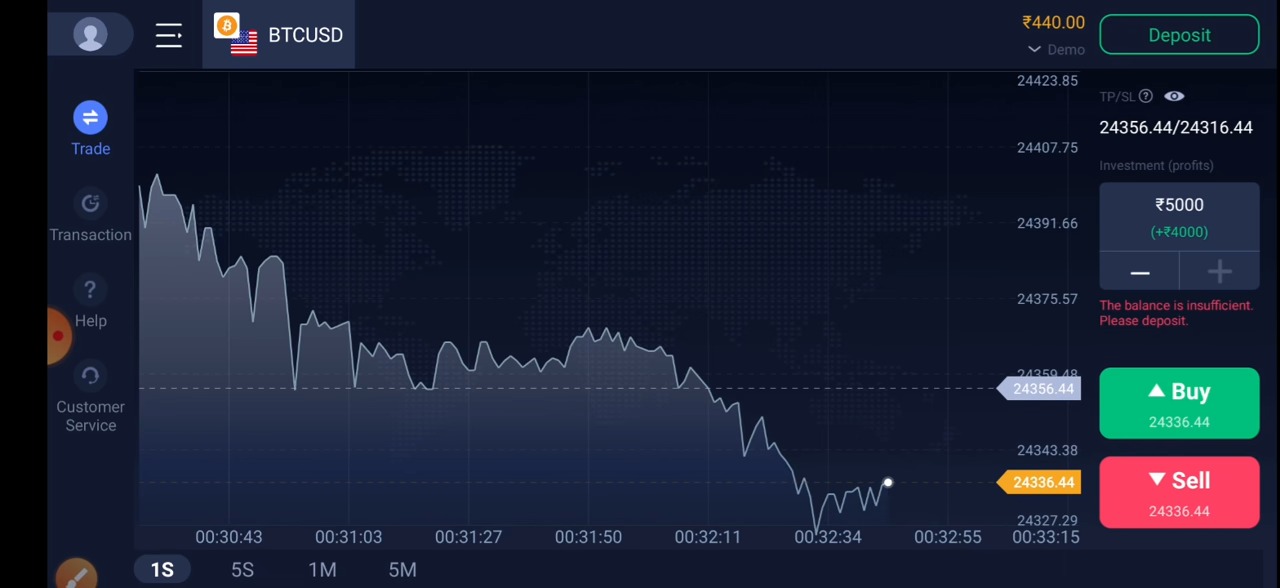 BTCUSD
₹440.00
Demo
Deposit
Trade
Transaction
?
Help
Customer
Service
24423.85
24407.75
24391.66
24375.57
24359.48
24356.44
24343.38
24336.44
24327.29
00:30:43
00:31:03
00:31:27
00:31:50
00:32:11
00:32:34
00:32:55
00:33:15
1S
5S
1M
5M
TP/SL ?
24356.44/24316.44
Investment (profits)
₹5000
(+₹4000)
The balance is insufficient.
Please deposit.
Buy
24336.44
Sell
24336.44